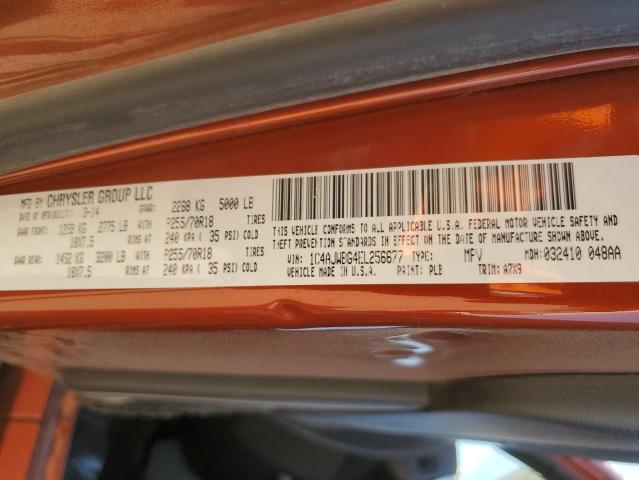 MFD BY CHRYSLER GROUP LLC
DATE OF MFR(BUILT): 3-14 GVWR: 2268 KG 5000 LB
GAWR FRONT: 1259 KG 2775 LB WITH P255/70R18 TIRES
18X7.5 RIMS AT 240 KPA ( 35 PSI) COLD
GAWR REAR: 1452 KG 3200 LB WITH P255/70R18 TIRES
18X7.5 RIMS AT 240 KPA ( 35 PSI) COLD
THIS VEHICLE CONFORMS TO ALL APPLICABLE U.S.A. FEDERAL MOTOR VEHICLE SAFETY AND
THEFT PREVENTION STANDARDS IN EFFECT ON THE DATE OF MANUFACTURE SHOWN ABOVE.
VIN: 1C4AJWBG4EL256677 TYPE: MPV MDH: 032410 048AA
VEHICLE MADE IN U.S.A. PAINT: PLB TRIM: A7X9